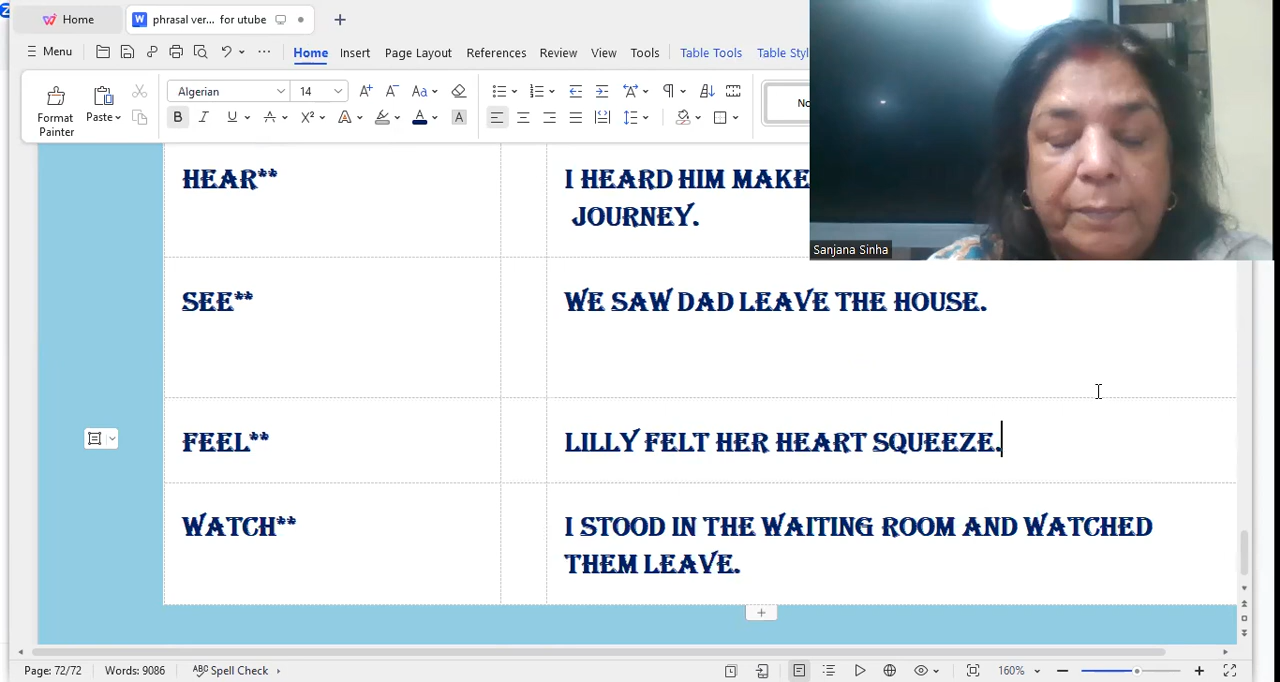 Home
phrasal ver... for utube
Menu
Home Insert Page Layout References Review View Tools Table Tools Table Styl
Format
Painter
Paste
Algerian 14
No
HEAR**
I HEARD HIM MAKE
JOURNEY.
Sanjana Sinha
SEE**
WE SAW DAD LEAVE THE HOUSE.
FEEL**
LILLY FELT HER HEART SQUEEZE.
WATCH**
I STOOD IN THE WAITING ROOM AND WATCHED
THEM LEAVE.
Page: 72/72 Words: 9086 Spell Check 160%